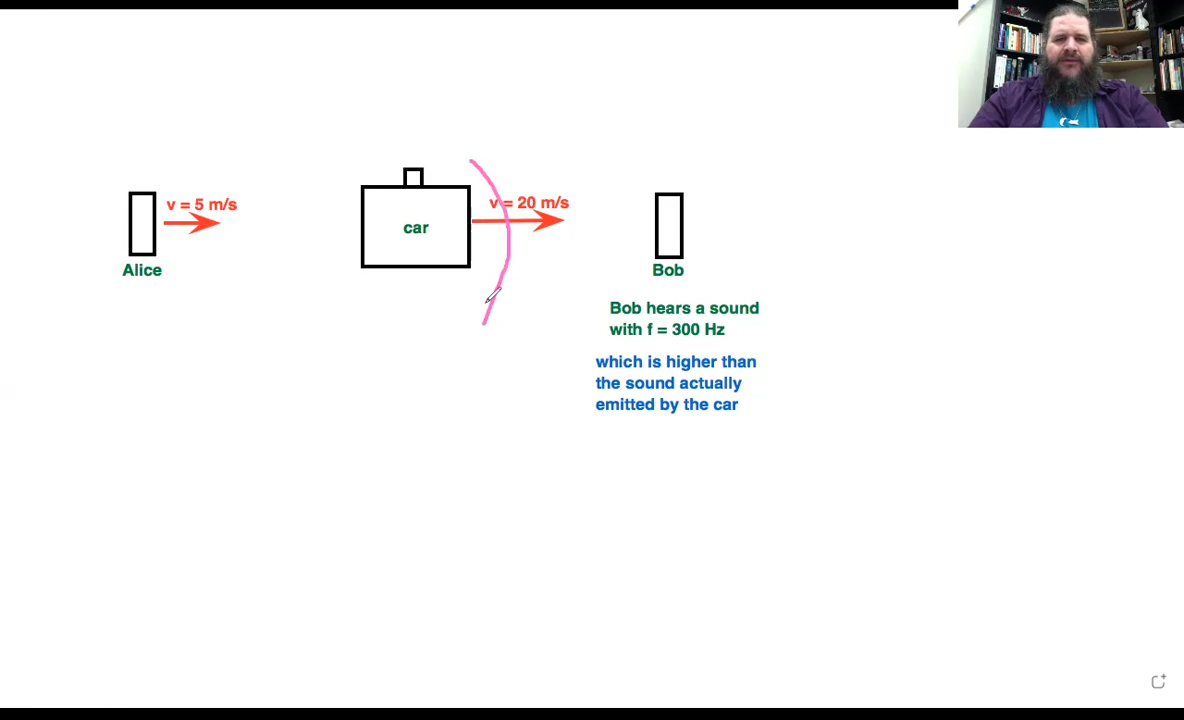 v = 5 m/s
v = 20 m/s
car
Alice
Bob
Bob hears a sound
with f = 300 Hz
which is higher than
the sound actually
emitted by the car